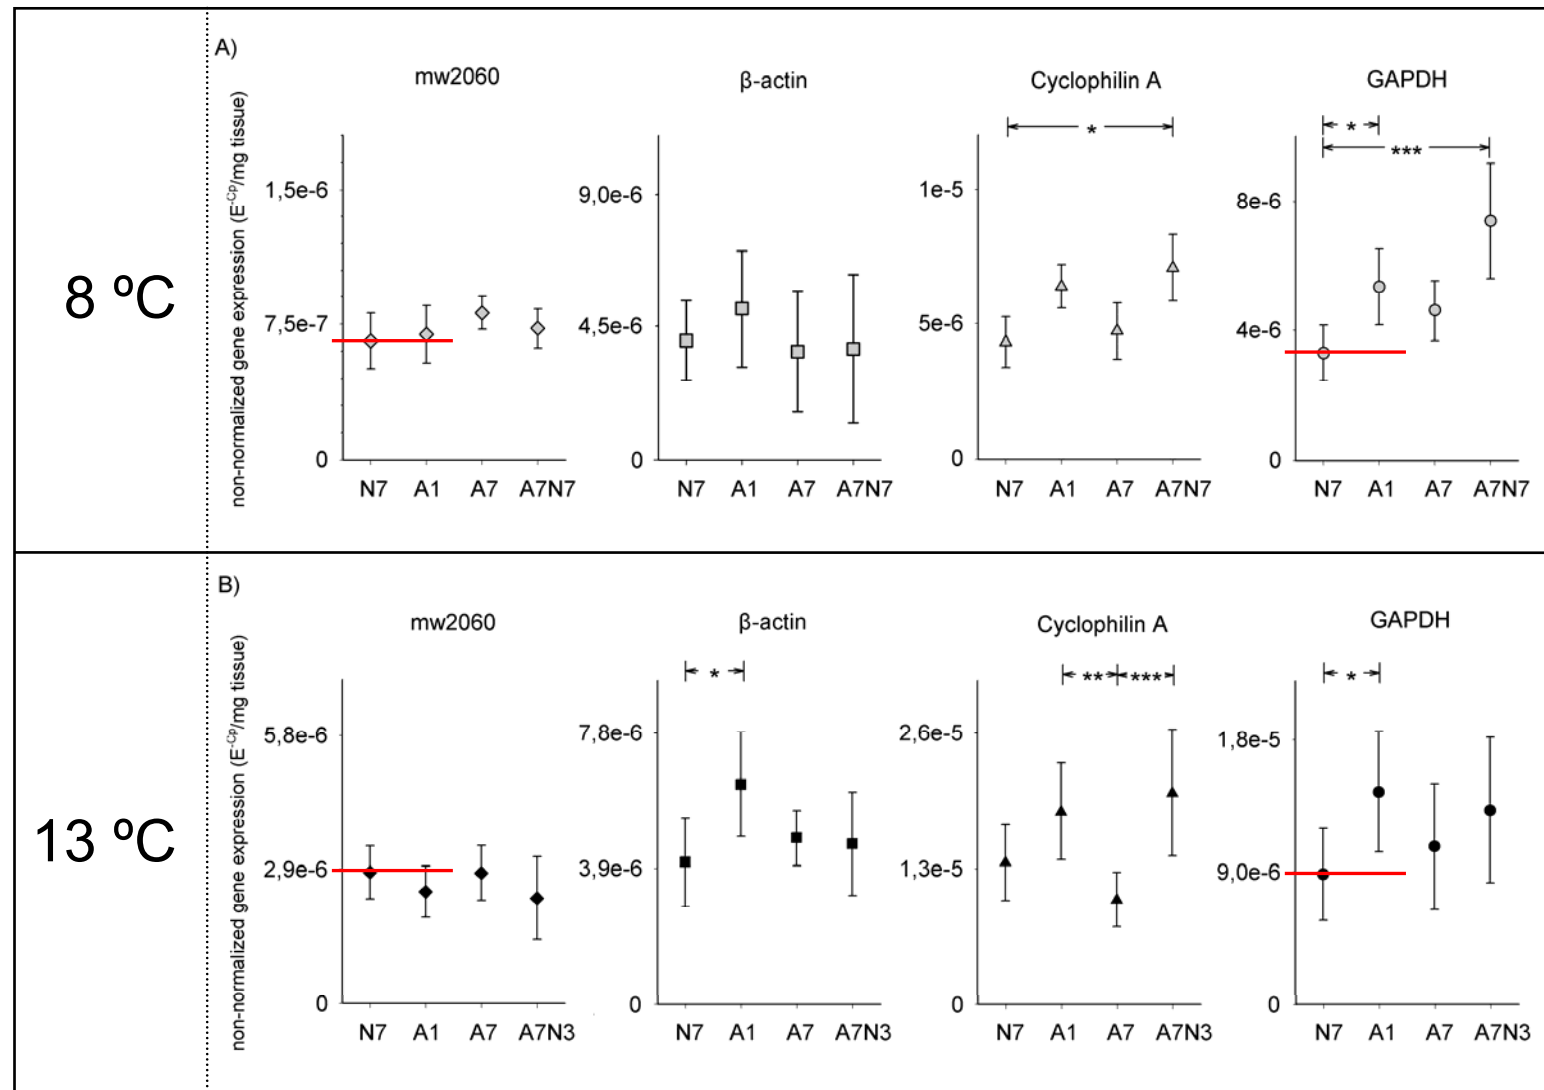 8 ºC
A)
non-normalized gene expression (E-Cp/mg tissue)
mw2060
β-actin
Cyclophilin A
GAPDH
*
*
***
1,5e-6
7,5e-7
0
9,0e-6
4,5e-6
0
1e-5
5e-6
0
8e-6
4e-6
0
N7 A1 A7 A7N7
N7 A1 A7 A7N7
N7 A1 A7 A7N7
N7 A1 A7 A7N7
13 ºC
B)
non-normalized gene expression (E-Cp/mg tissue)
mw2060
β-actin
Cyclophilin A
GAPDH
*
** ***
*
5,8e-6
2,9e-6
0
7,8e-6
3,9e-6
0
2,6e-5
1,3e-5
0
1,8e-5
9,0e-6
0
N7 A1 A7 A7N3
N7 A1 A7 A7N3
N7 A1 A7 A7N3
N7 A1 A7 A7N3